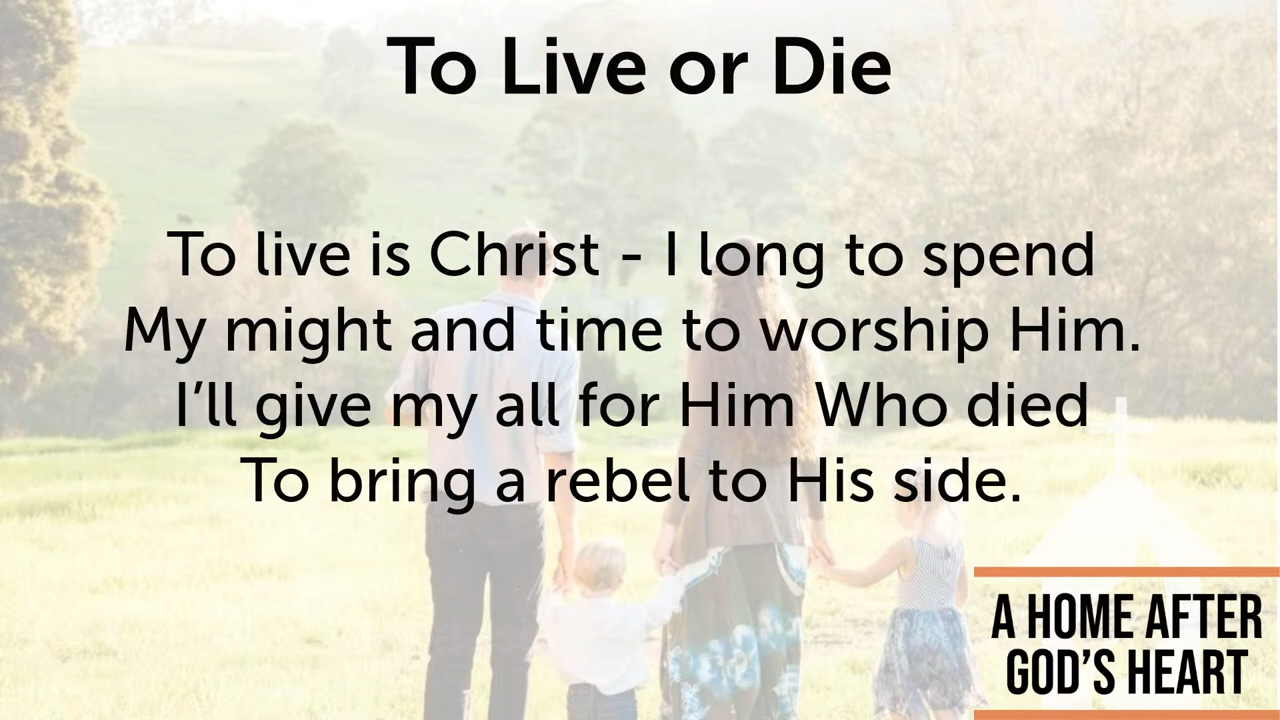 To Live or Die
To live is Christ - I long to spend
My might and time to worship Him.
I’ll give my all for Him Who died
To bring a rebel to His side.
A HOME AFTER
GOD’S HEART